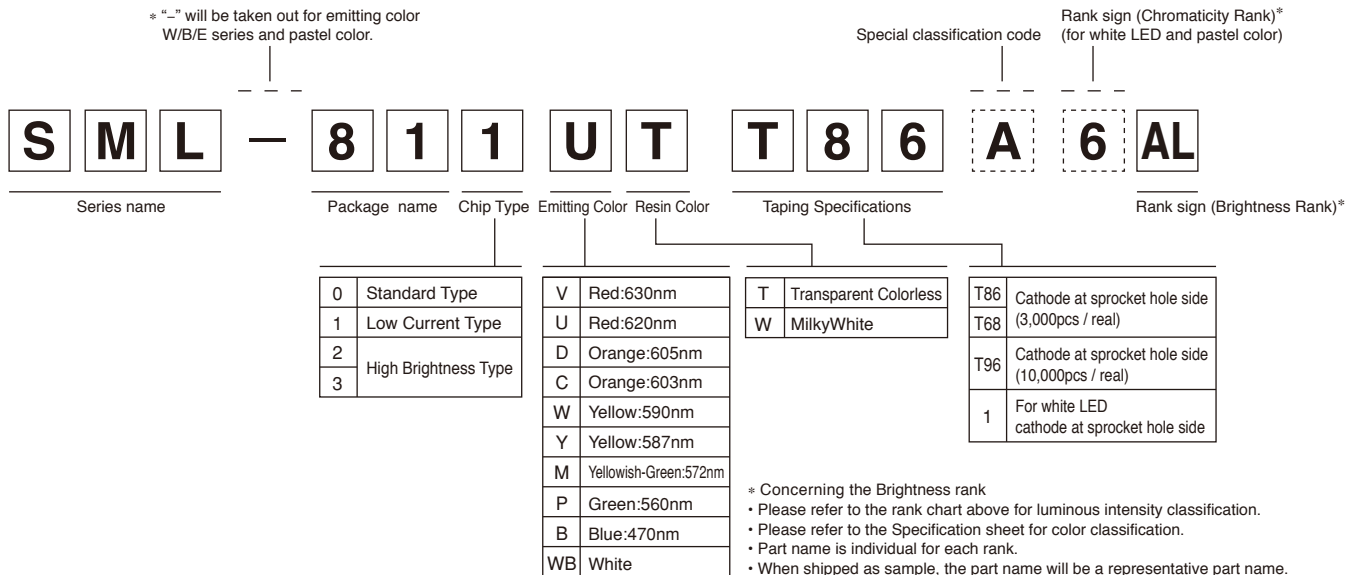 * "–" will be taken out for emitting color
W/B/E series and pastel color.
Special classification code
Rank sign (Chromaticity Rank)*
(for white LED and pastel color)
S M L – 8 1 1 U T T 8 6 A 6 AL
Series name
Package name
Chip Type
Emitting Color
Resin Color
Taping Specifications
Rank sign (Brightness Rank)*
0 Standard Type
1 Low Current Type
2
3
High Brightness Type
V Red:630nm
U Red:620nm
D Orange:605nm
C Orange:603nm
W Yellow:590nm
Y Yellow:587nm
M Yellowish-Green:572nm
P Green:560nm
B Blue:470nm
WB White
T Transparent Colorless
W MilkyWhite
T86
T68
Cathode at sprocket hole side
(3,000pcs / real)
T96
Cathode at sprocket hole side
(10,000pcs / real)
1
For white LED
cathode at sprocket hole side
* Concerning the Brightness rank
• Please refer to the rank chart above for luminous intensity classification.
• Please refer to the Specification sheet for color classification.
• Part name is individual for each rank.
• When shipped as sample, the part name will be a representative part name.